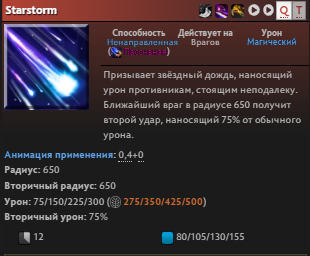 Starstorm
Q T
Способность Действует на Урон
Ненаправленная Врагов Магический
Призывает звёздный дождь, наносящий
урон противникам, стоящим неподалеку.
Ближайший враг в радиусе 650 получит
второй удар, наносящий 75% от обычного
урона.
Анимация применения: 0,4+0
Радиус: 650
Вторичный радиус: 650
Урон: 75/150/225/300 ( 275/350/425/500)
Вторичный урон: 75%
12 80/105/130/155